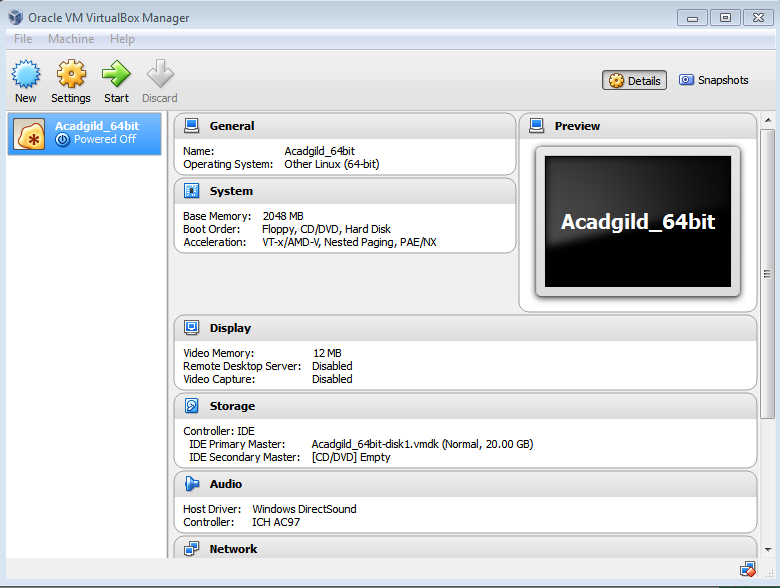 Oracle VM VirtualBox Manager
File Machine Help
New Settings Start Discard
Details Snapshots
Acadgild_64bit
Powered Off
General
Name: Acadgild_64bit
Operating System: Other Linux (64-bit)
System
Base Memory: 2048 MB
Boot Order: Floppy, CD/DVD, Hard Disk
Acceleration: VT-x/AMD-V, Nested Paging, PAE/NX
Preview
Acadgild_64bit
Display
Video Memory: 12 MB
Remote Desktop Server: Disabled
Video Capture: Disabled
Storage
Controller: IDE
IDE Primary Master: Acadgild_64bit-disk1.vmdk (Normal, 20.00 GB)
IDE Secondary Master: [CD/DVD] Empty
Audio
Host Driver: Windows DirectSound
Controller: ICH AC97
Network